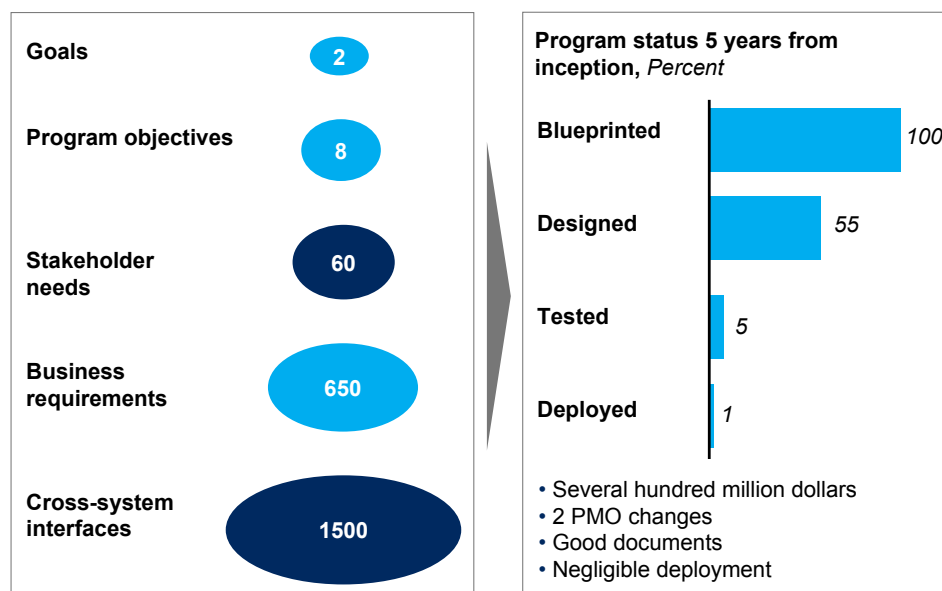 Goals
2
Program objectives
8
Stakeholder
needs
60
Business
requirements
650
Cross-system
interfaces
1500
Program status 5 years from
inception, Percent
Blueprinted
100
Designed
55
Tested
5
Deployed
1
• Several hundred million dollars
• 2 PMO changes
• Good documents
• Negligible deployment